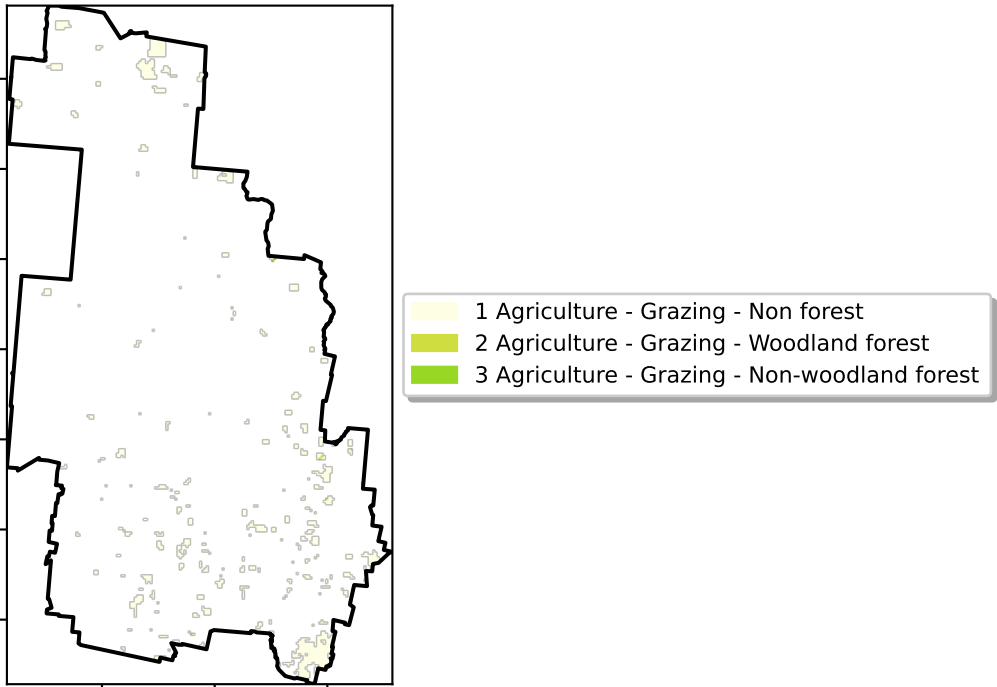 1 Agriculture - Grazing - Non forest
2 Agriculture - Grazing - Woodland forest
3 Agriculture - Grazing - Non-woodland forest